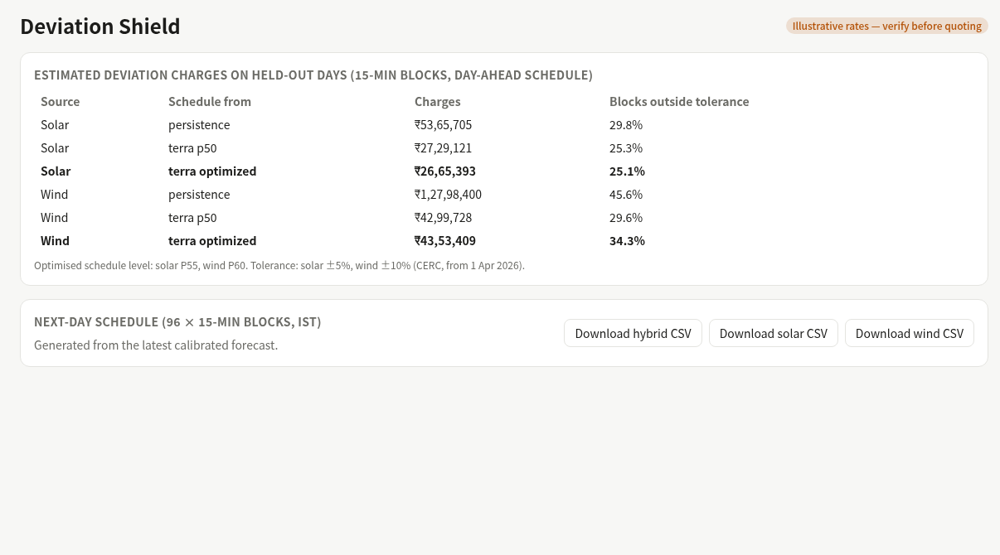 Deviation Shield
Illustrative rates — verify before quoting
ESTIMATED DEVIATION CHARGES ON HELD-OUT DAYS (15-MIN BLOCKS, DAY-AHEAD SCHEDULE)
Source Schedule from Charges Blocks outside tolerance
Solar persistence ₹53,65,705 29.8%
Solar terra p50 ₹27,29,121 25.3%
Solar terra optimized ₹26,65,393 25.1%
Wind persistence ₹1,27,98,400 45.6%
Wind terra p50 ₹42,99,728 29.6%
Wind terra optimized ₹43,53,409 34.3%
Optimised schedule level: solar P55, wind P60. Tolerance: solar ±5%, wind ±10% (CERC, from 1 Apr 2026).
NEXT-DAY SCHEDULE (96 × 15-MIN BLOCKS, IST)
Generated from the latest calibrated forecast.
Download hybrid CSV Download solar CSV Download wind CSV